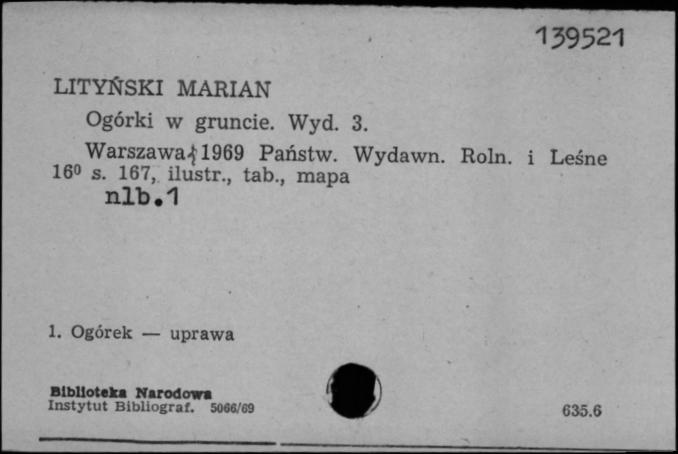 139521
LITYŃSKI MARIAN
Ogórki w gruncie. Wyd. 3.
Warszawa 1969 Państw. Wydawn. Roln. i Leśne
16⁰ s. 167, ilustr., tab., mapa
nlb.1
1. Ogórek — uprawa
Biblioteka Narodowa
Instytut Bibliograf. 5066/69
635.6